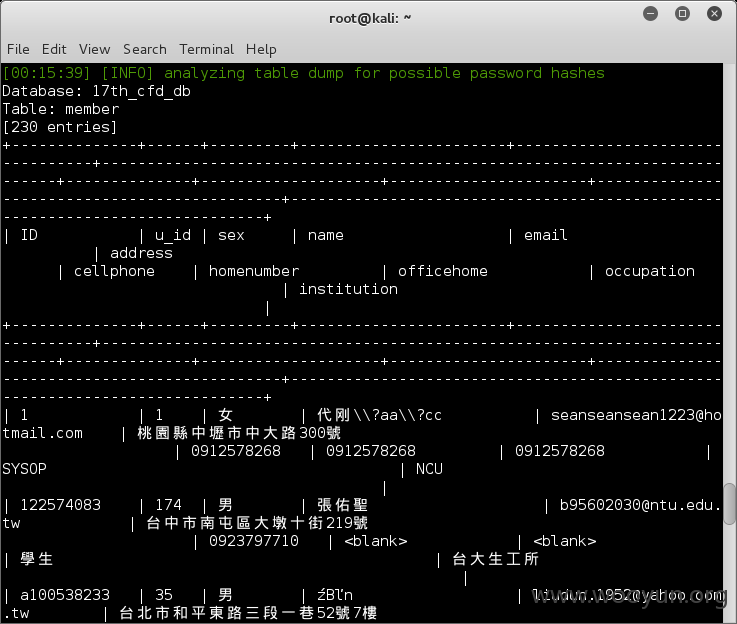 root@kali: ~
File Edit View Search Terminal Help
[00:15:39] [INFO] analyzing table dump for possible password hashes
Database: 17th_cfd_db
Table: member
[230 entries]
| ID | u_id | sex | name | email
| address
| cellphone | homenumber | officehome | occupation
| institution
|
| 1 | 1 | 女 | 代刚\\?aa\\?cc | seanseansean1223@ho
tmail.com | 桃園縣中壢市中大路300號
| 0912578268 | 0912578268 | 0912578268 |
SYSOP | NCU
|
| 122574083 | 174 | 男 | 張佑聖 | b95602030@ntu.edu.
tw | 台中市南屯區大墩十街219號
| 0923797710 | <blank> | <blank>
| 學生 | 台大生工所
|
| a100538233 | 35 | 男 |
.tw | 台北市和平東路三段一巷52號7樓
www.wooyun.org